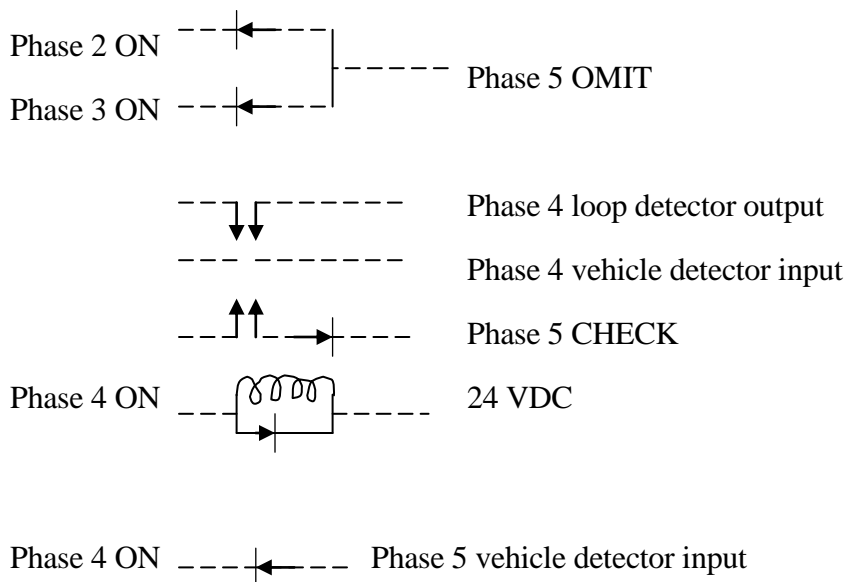 Phase 2 ON
Phase 5 OMIT
Phase 3 ON
Phase 4 loop detector output
Phase 4 vehicle detector input
Phase 5 CHECK
Phase 4 ON
24 VDC
Phase 4 ON
Phase 5 vehicle detector input